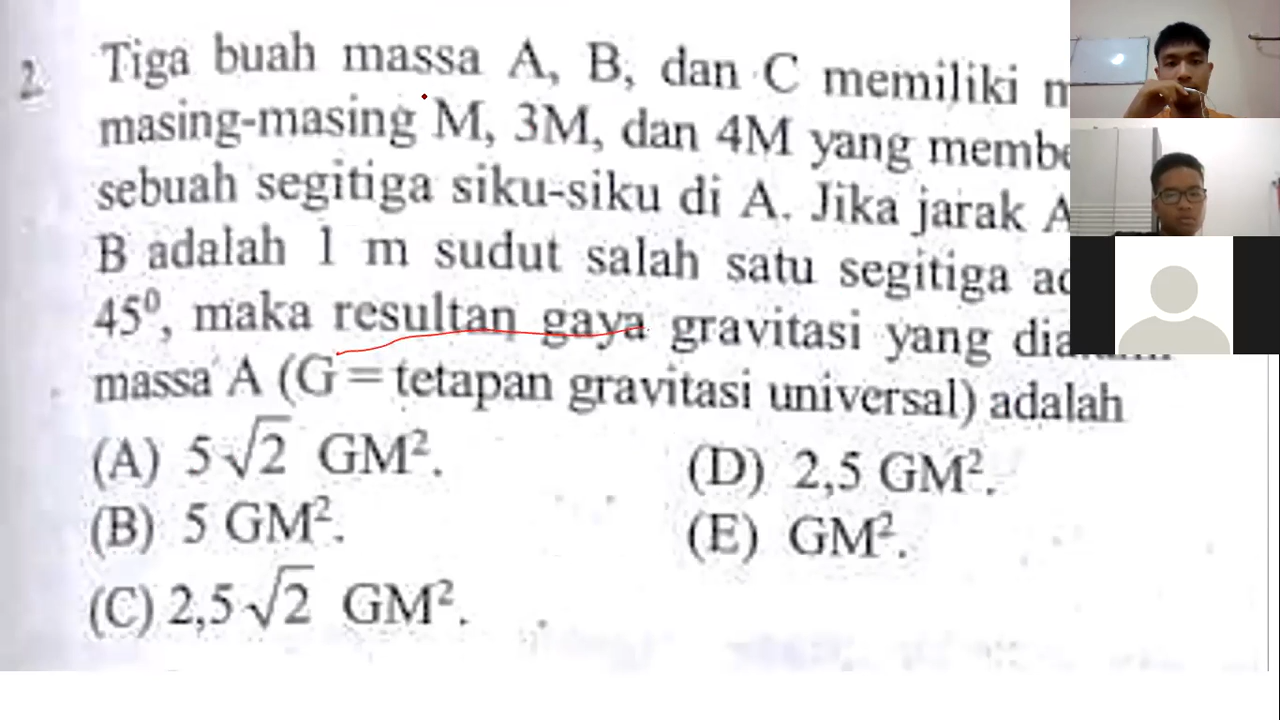 2. Tiga buah massa A, B, dan C memiliki
masing-masing M, 3M, dan 4M yang
sebuah segitiga siku-siku di A. Jika jarak A
B adalah 1 m sudut salah satu segitiga
45⁰, maka resultan gaya gravitasi yang
massa A (G = tetapan gravitasi universal) adalah
(A) 5√2 GM². (D) 2,5 GM².
(B) 5 GM². (E) GM².
(C) 2,5√2 GM².